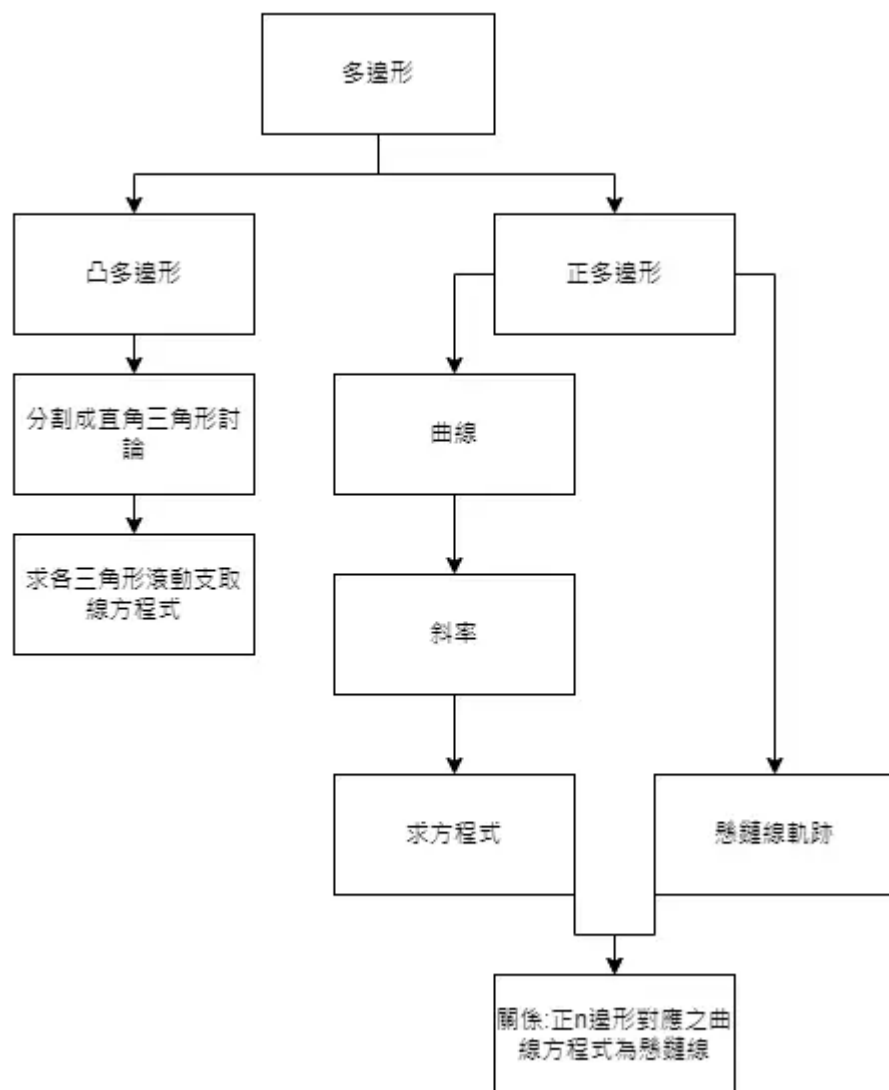 多邊形
凸多邊形
正多邊形
分割成直角三角形討
論
曲線
求各三角形滾動支取
線方程式
斜率
求方程式
懸鏈線軌跡
關係:正n邊形對應之曲
線方程式為懸鏈線